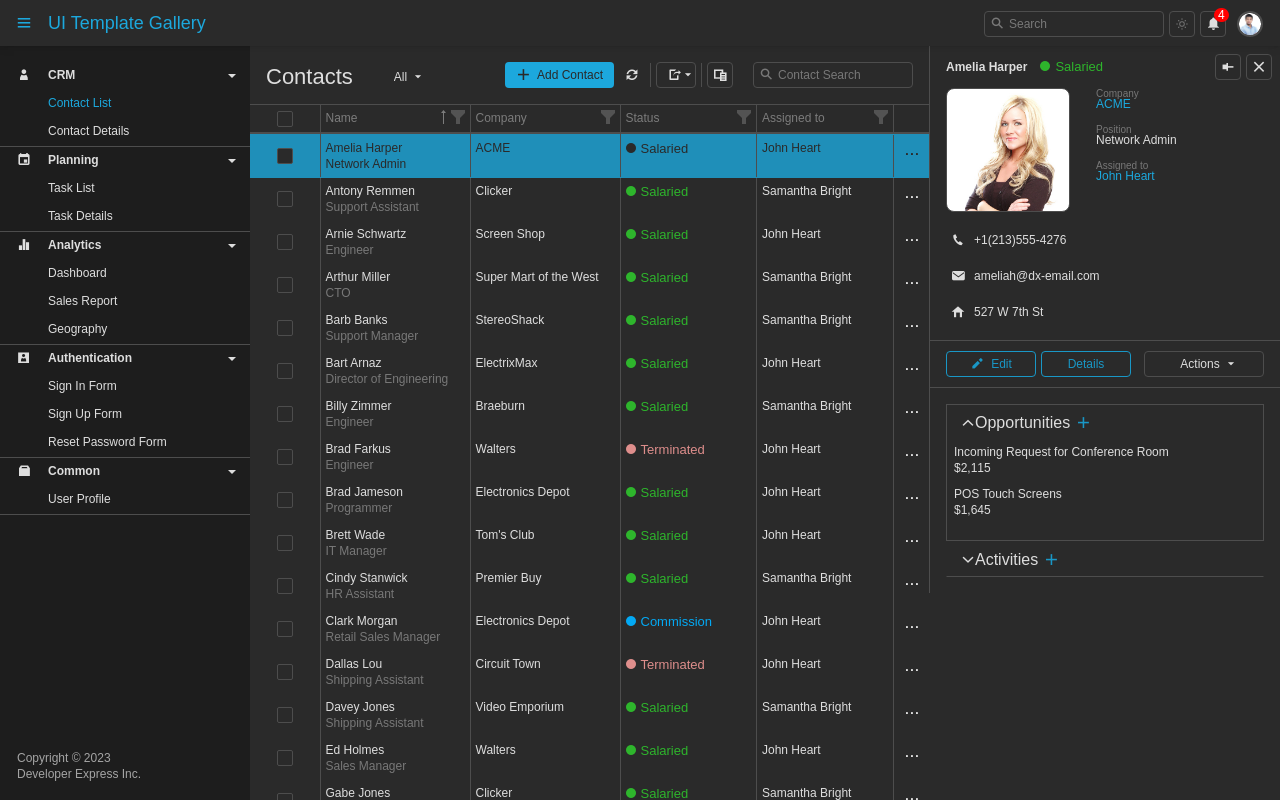 UI Template Gallery
Search
4
CRM
Contact List
Contact Details
Planning
Task List
Task Details
Analytics
Dashboard
Sales Report
Geography
Authentication
Sign In Form
Sign Up Form
Reset Password Form
Common
User Profile
Copyright © 2023
Developer Express Inc.
Contacts
All
Add Contact
Contact Search
Name Company Status Assigned to
Amelia Harper ACME Salaried John Heart
Network Admin
Antony Remmen Clicker Salaried Samantha Bright
Support Assistant
Arnie Schwartz Screen Shop Salaried John Heart
Engineer
Arthur Miller Super Mart of the West Salaried Samantha Bright
CTO
Barb Banks StereoShack Salaried Samantha Bright
Support Manager
Bart Arnaz ElectrixMax Salaried John Heart
Director of Engineering
Billy Zimmer Braeburn Salaried Samantha Bright
Engineer
Brad Farkus Walters Terminated John Heart
Engineer
Brad Jameson Electronics Depot Salaried John Heart
Programmer
Brett Wade Tom's Club Salaried John Heart
IT Manager
Cindy Stanwick Premier Buy Salaried Samantha Bright
HR Assistant
Clark Morgan Electronics Depot Commission John Heart
Retail Sales Manager
Dallas Lou Circuit Town Terminated John Heart
Shipping Assistant
Davey Jones Video Emporium Salaried Samantha Bright
Shipping Assistant
Ed Holmes Walters Salaried John Heart
Sales Manager
Gabe Jones Clicker Salaried Samantha Bright
Amelia Harper Salaried
Company
ACME
Position
Network Admin
Assigned to
John Heart
+1(213)555-4276
ameliah@dx-email.com
527 W 7th St
Edit Details Actions
Opportunities
Incoming Request for Conference Room
$2,115
POS Touch Screens
$1,645
Activities